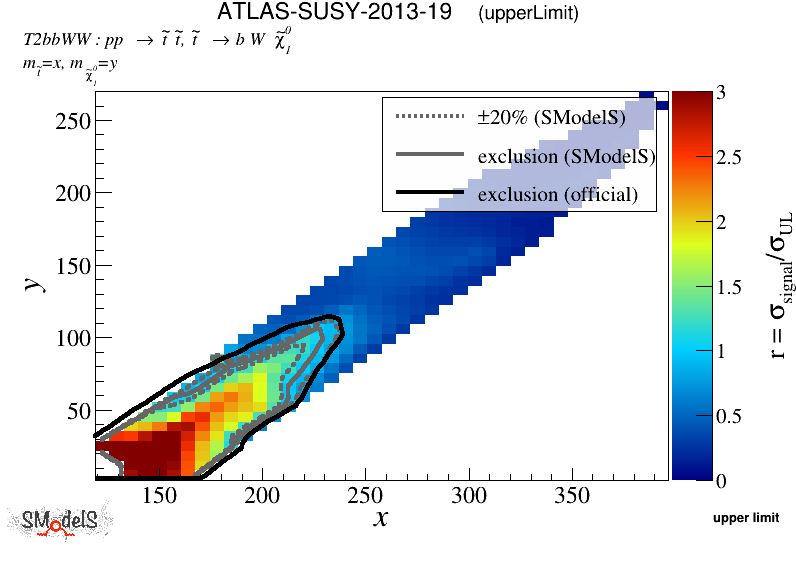 ATLAS-SUSY-2013-19 (upperLimit)
T2bbWW : pp → t̃ t̃, t̃ → b W χ̃₁⁰
m_t̃=x, m_χ̃₁⁰=y
±20% (SModelS)
exclusion (SModelS)
exclusion (official)
250
200
150
100
50
y
150 200 250 300 350
x
3
2.5
2
1.5
1
0.5
0
r = σ_signal/σ_UL
SModelS
upper limit